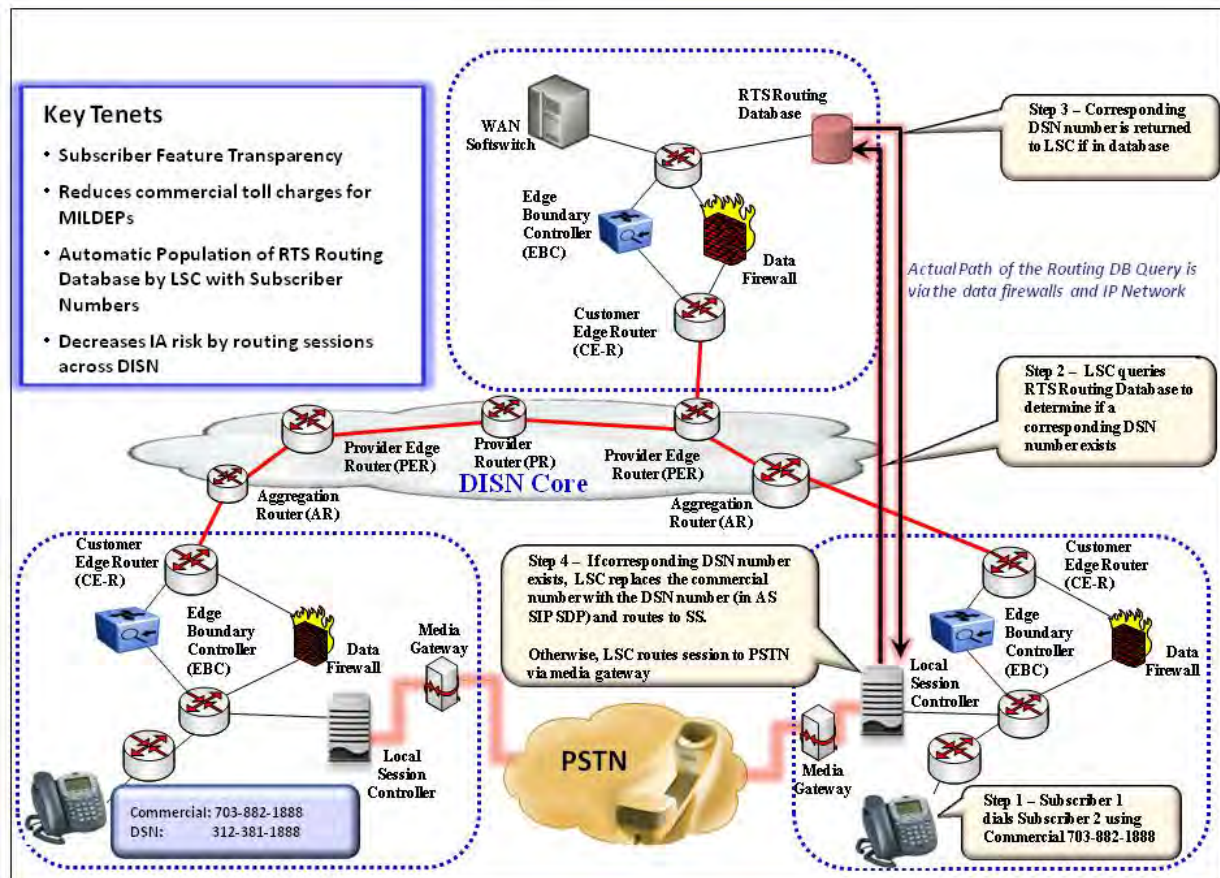 Key Tenets
• Subscriber Feature Transparency
• Reduces commercial toll charges for
MILDEPs
• Automatic Population of RTS Routing
Database by LSC with Subscriber
Numbers
• Decreases IA risk by routing sessions
across DISN
WAN
Softswitch
RTS Routing
Database
Edge
Boundary
Controller
(EBC)
Data
Firewall
Customer
Edge Router
(CE-R)
Step 3 – Corresponding
DSN number is returned
to LSC if in database
Actual Path of the Routing DB Query is
via the data firewalls and IP Network
Step 2 – LSC queries
RTS Routing Database to
determine if a
corresponding DSN
number exists
Provider Edge
Router (PER)
Provider
Router (PR)
Provider Edge
Router (PER)
DISN Core
Aggregation
Router (AR)
Aggregation
Router (AR)
Customer
Edge Router
(CE-R)
Edge
Boundary
Controller
(EBC)
Data
Firewall
Media
Gateway
Local
Session
Controller
Commercial: 703-882-1888
DSN: 312-381-1888
Step 4 – If corresponding DSN number
exists, LSC replaces the commercial
number with the DSN number (in AS
SIP SDP) and routes to SS.
Otherwise, LSC routes session to PSTN
via media gateway
PSTN
Media
Gateway
Local
Session
Controller
Customer
Edge Router
(CE-R)
Edge
Boundary
Controller
(EBC)
Data
Firewall
Step 1 – Subscriber 1
dials Subscriber 2 using
Commercial 703-882-1888